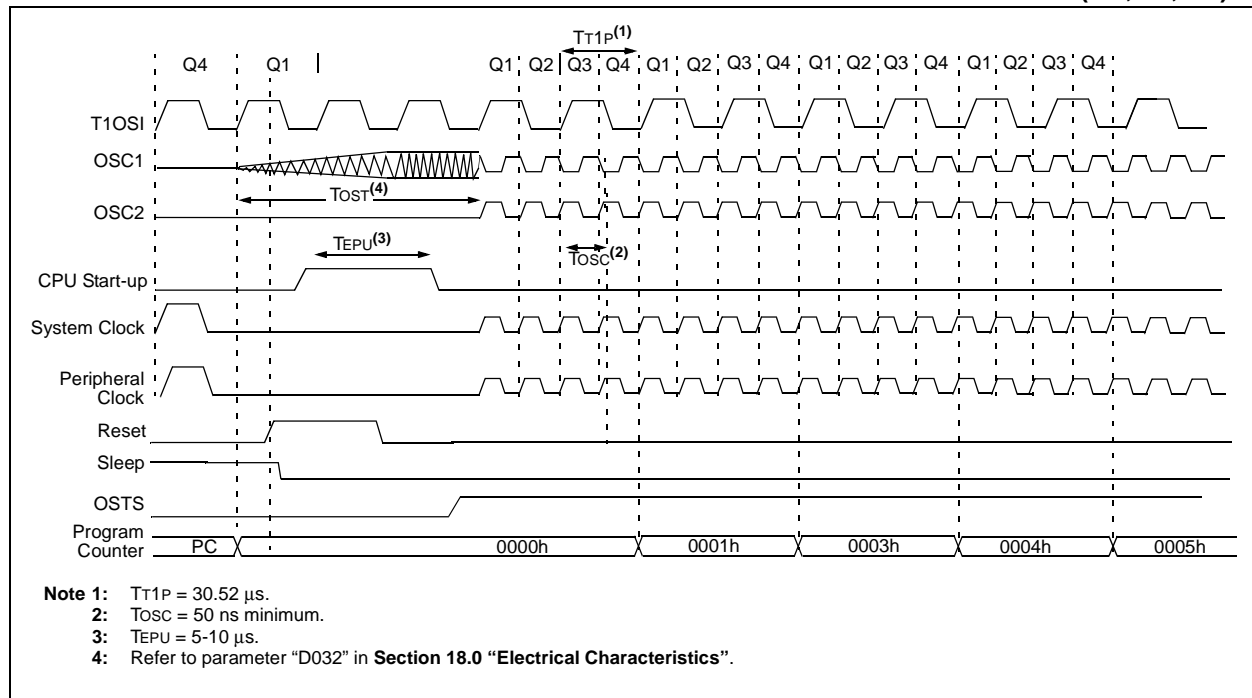 TT1P(1)
Q4 Q1 Q1 Q2 Q3 Q4 Q1 Q2 Q3 Q4 Q1 Q2 Q3 Q4 Q1 Q2 Q3 Q4
T1OSI
OSC1
TOST(4)
OSC2
TEPU(3)
TOSC(2)
CPU Start-up
System Clock
Peripheral
Clock
Reset
Sleep
OSTS
Program
Counter
PC 0000h 0001h 0003h 0004h 0005h
Note 1: TT1P = 30.52 μs.
2: TOSC = 50 ns minimum.
3: TEPU = 5-10 μs.
4: Refer to parameter “D032” in Section 18.0 “Electrical Characteristics”.